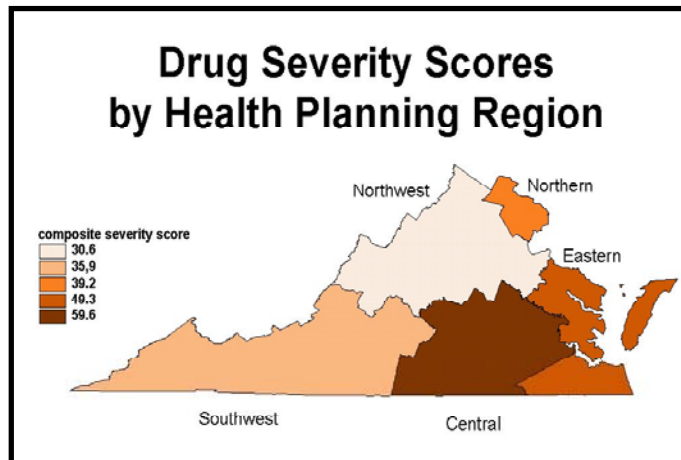 Drug Severity Scores
by Health Planning Region
Northwest
Northern
composite severity score
30.6
35,9
39.2
40.3
59.6
Eastern
Southwest
Central